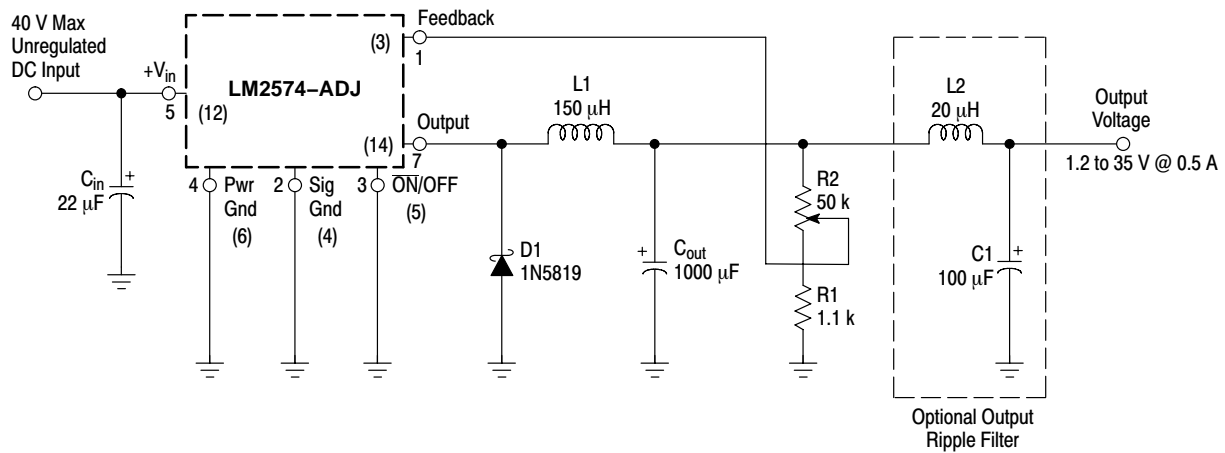 40 V Max
Unregulated
DC Input
+Vin
5
(12)
LM2574–ADJ
(3)
Feedback
1
(14)
Output
7
4
Pwr
Gnd
(6)
2
Sig
Gnd
(4)
3
ON/OFF
(5)
Cin
22 μF
+
L1
150 μH
D1
1N5819
+
Cout
1000 μF
R2
50 k
R1
1.1 k
L2
20 μH
C1
100 μF
+
Output
Voltage
1.2 to 35 V @ 0.5 A
Optional Output
Ripple Filter